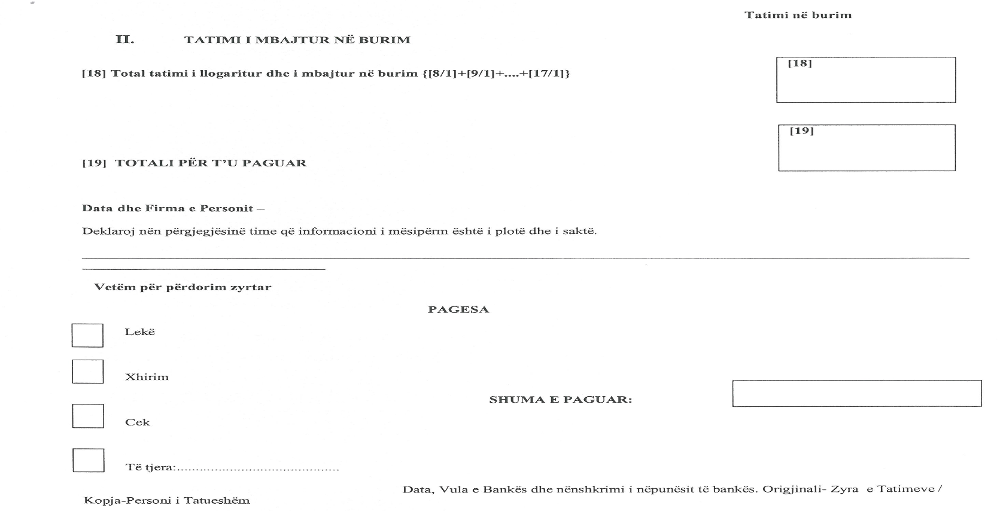 Tatimi në burim
II. TATIMI I MBAJTUR NË BURIM
[18] Total tatimi i llogaritur dhe i mbajtur në burim {[8/1]+[9/1]+....+[17/1]}
[18]
[19]
[19] TOTALI PËR T’U PAGUAR
Data dhe Firma e Personit –
Deklaroj nën përgjegjësinë time që informacioni i mësipërm është i plotë dhe i saktë.
Vetëm për përdorim zyrtar
PAGESA
Lekë
Xhirim
SHUMA E PAGUAR:
Cek
Të tjera:...........................................
Data, Vula e Bankës dhe nënshkrimi i nëpunësit të bankës. Origjinali- Zyra e Tatimeve /
Kopja-Personi i Tatueshëm